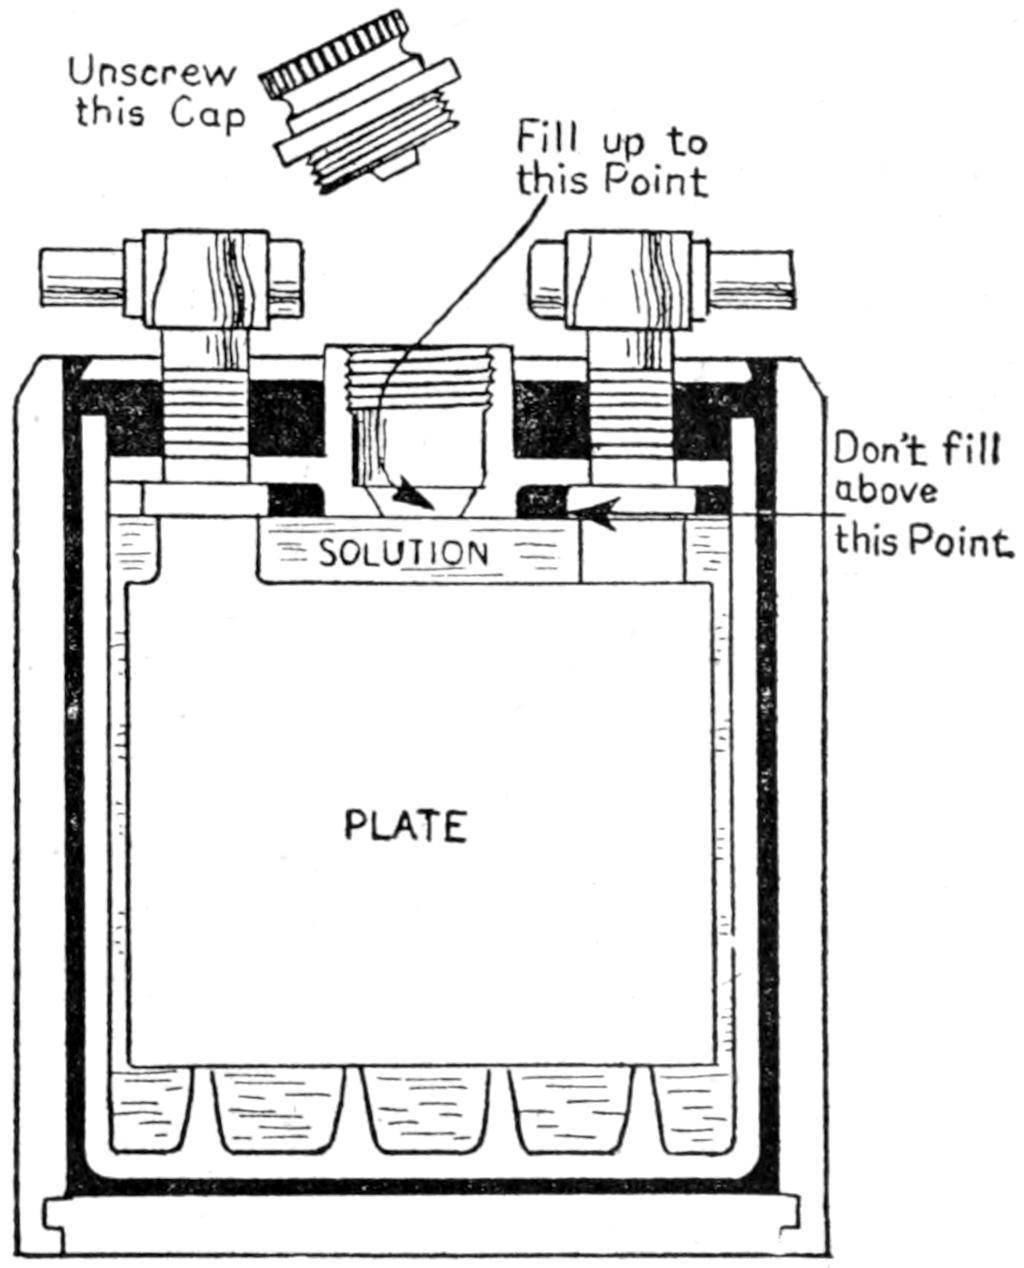 Unscrew
this Cap
Fill up to
this Point
Don't fill
above
this Point
SOLUTION
PLATE